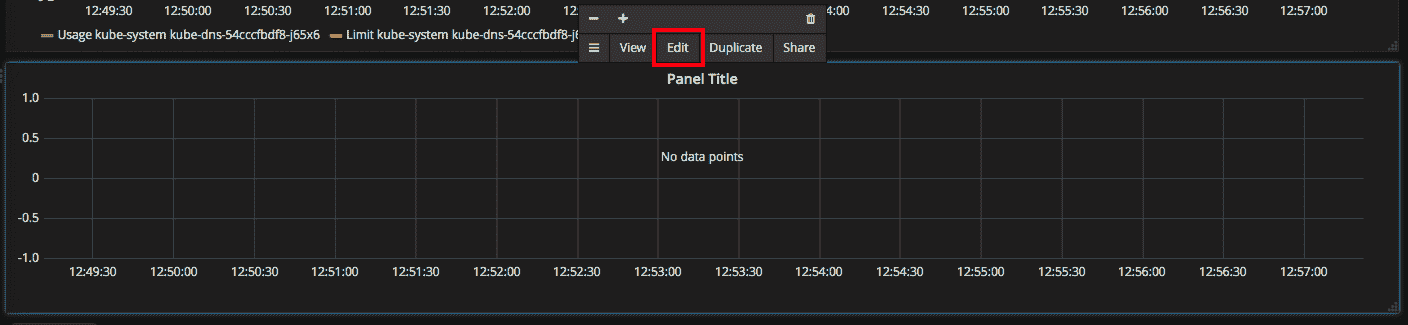 12:49:30 12:50:00 12:50:30 12:51:00 12:51:30 12:52:00 12:54:30 12:55:00 12:55:30 12:56:00 12:56:30 12:57:00
Usage kube-system kube-dns-54cccfbdf8-j65x6 Limit kube-system kube-dns-54cccfbdf8-j6
View Edit Duplicate Share
Panel Title
1.0
0.5
No data points
0
-0.5
-1.0
12:49:30 12:50:00 12:50:30 12:51:00 12:51:30 12:52:00 12:52:30 12:53:00 12:53:30 12:54:00 12:54:30 12:55:00 12:55:30 12:56:00 12:56:30 12:57:00